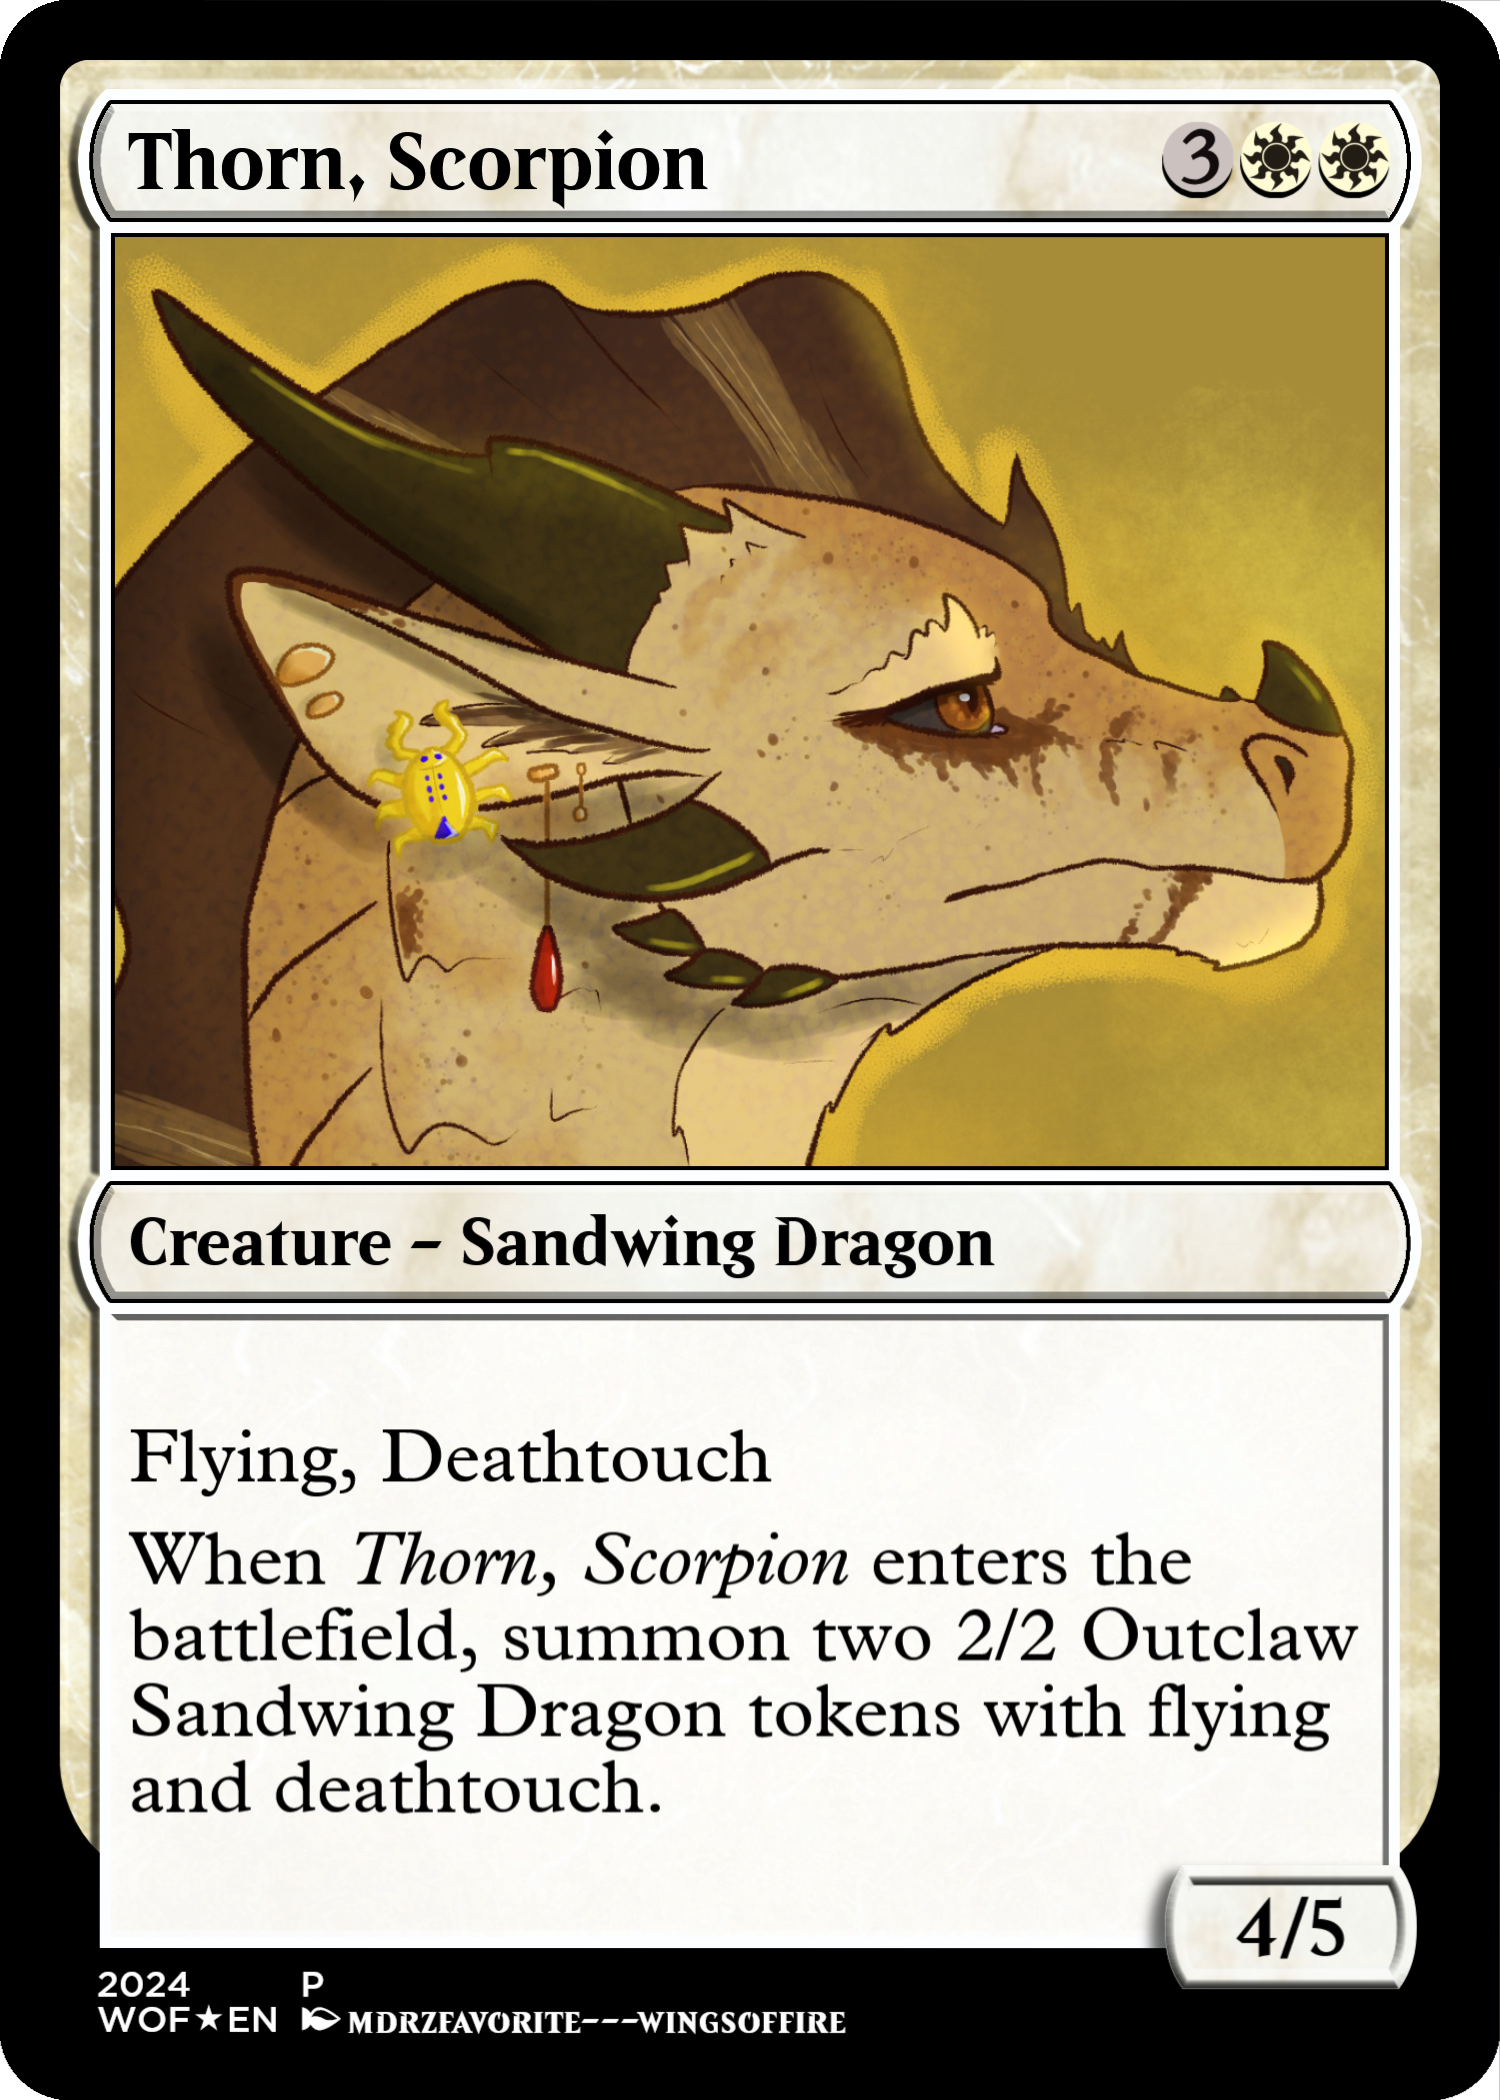 Thorn, Scorpion 3
Creature – Sandwing Dragon
Flying, Deathtouch
When Thorn, Scorpion enters the
battlefield, summon two 2/2 Outclaw
Sandwing Dragon tokens with flying
and deathtouch.
4/5
2024 P
WOF★EN MDRZFAVORITE---WINGSOFFIRE